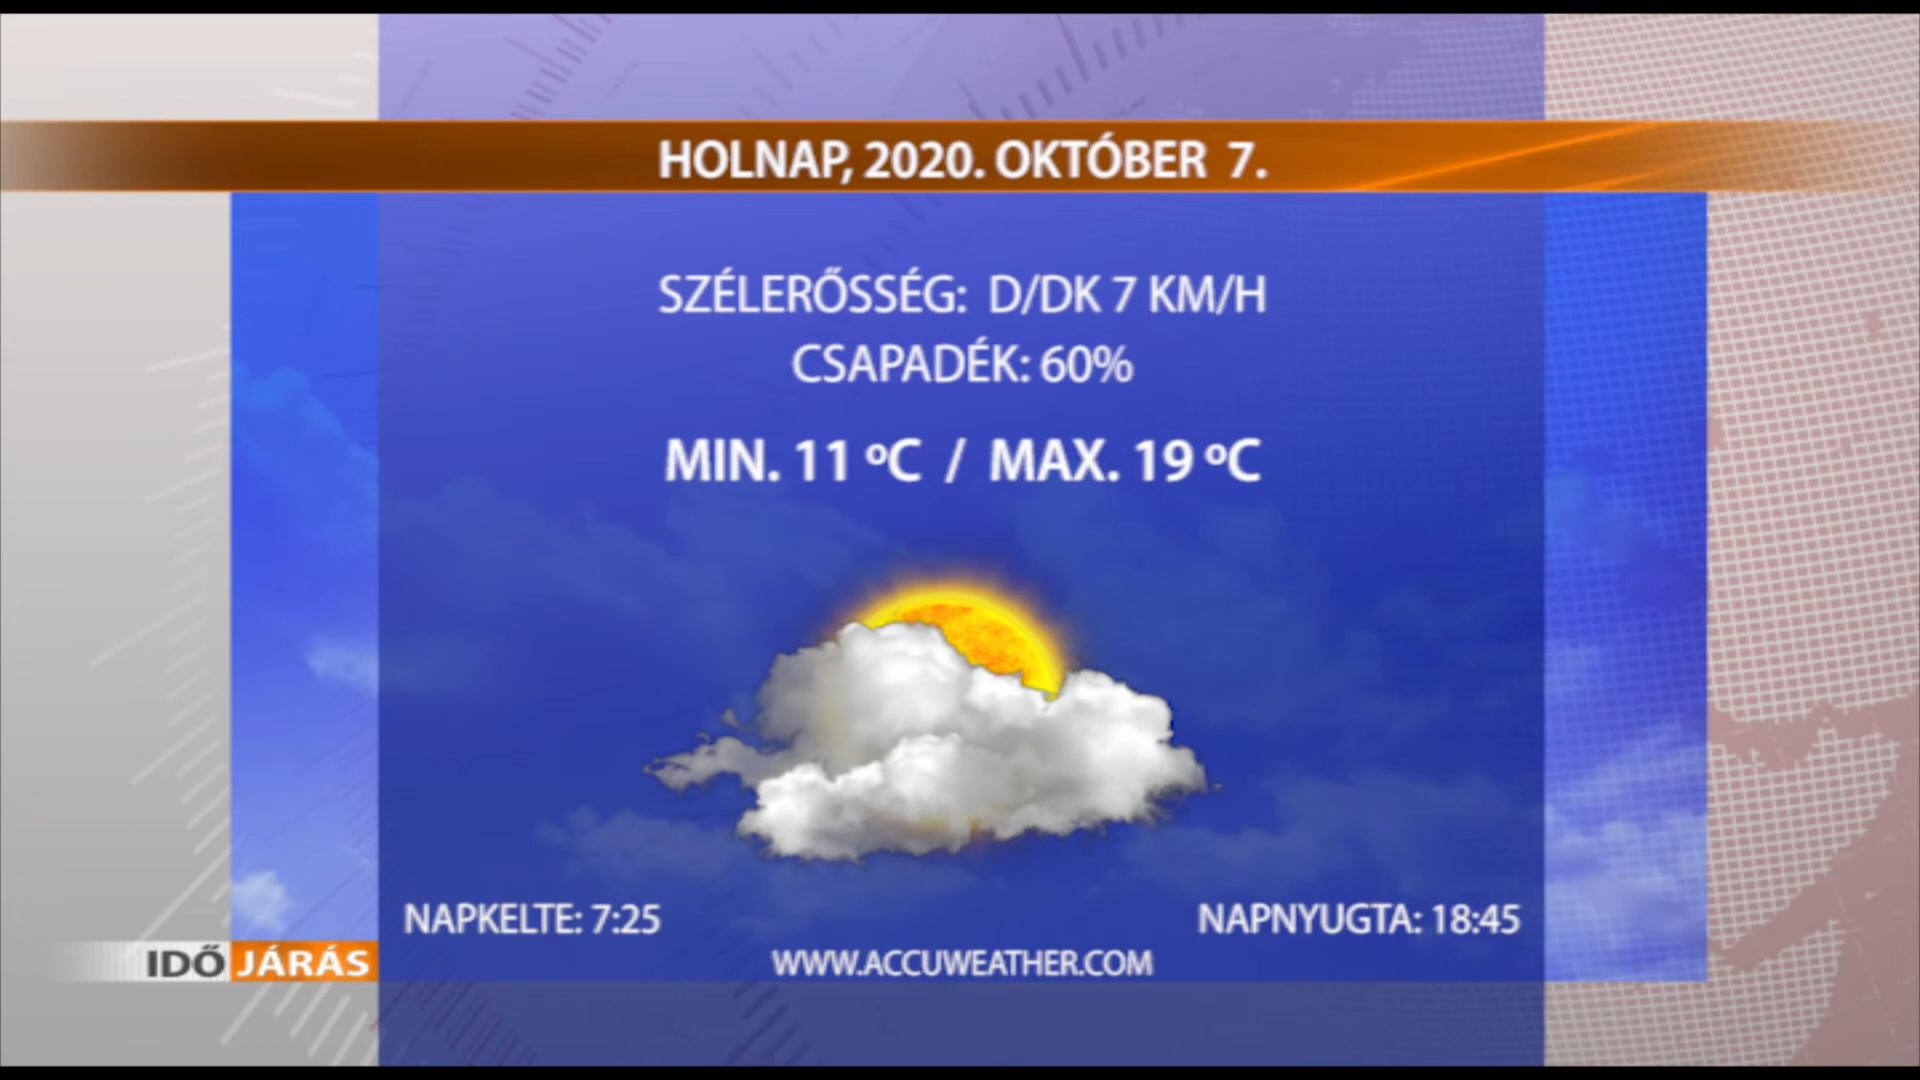 HOLNAP, 2020. OKTÓBER 7.
SZÉLERŐSSÉG: D/DK 7 KM/H
CSAPADÉK: 60%
MIN. 11 ºC / MAX. 19 ºC
NAPKELTE: 7:25
NAPNYUGTA: 18:45
IDŐJÁRÁS
WWW.ACCUWEATHER.COM